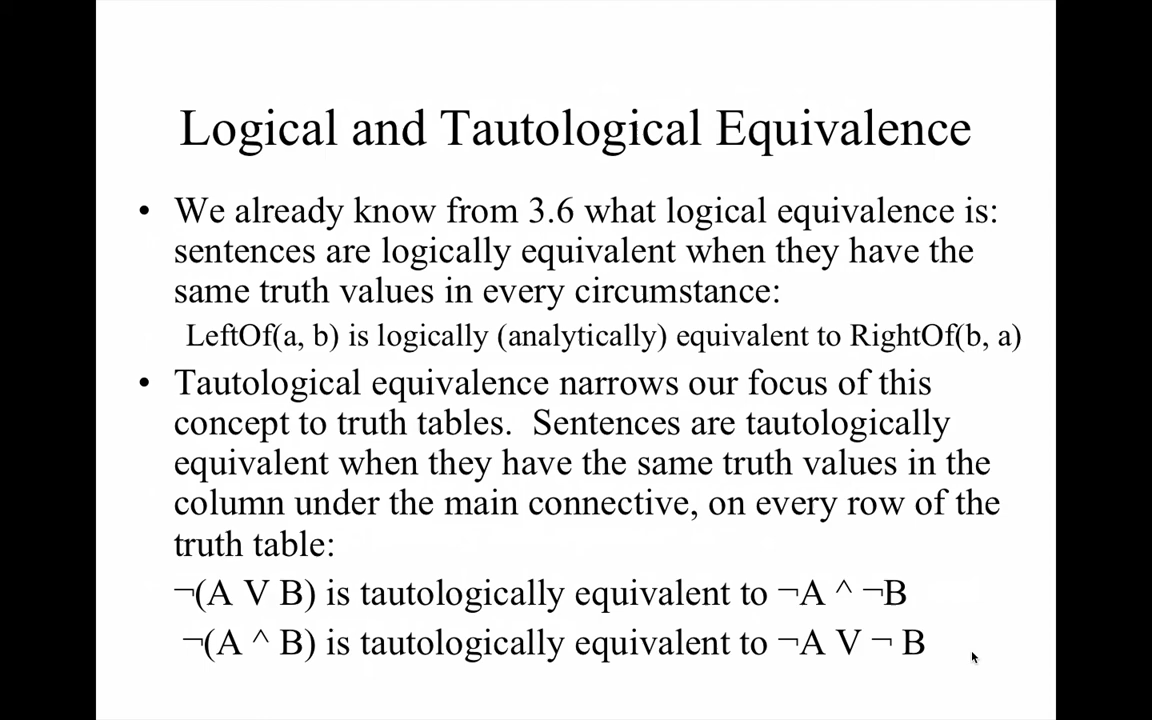 Logical and Tautological Equivalence
• We already know from 3.6 what logical equivalence is:
sentences are logically equivalent when they have the
same truth values in every circumstance:
LeftOf(a, b) is logically (analytically) equivalent to RightOf(b, a)
• Tautological equivalence narrows our focus of this
concept to truth tables.  Sentences are tautologically
equivalent when they have the same truth values in the
column under the main connective, on every row of the
truth table:
¬(A V B) is tautologically equivalent to ¬A ^ ¬B
¬(A ^ B) is tautologically equivalent to ¬A V ¬ B